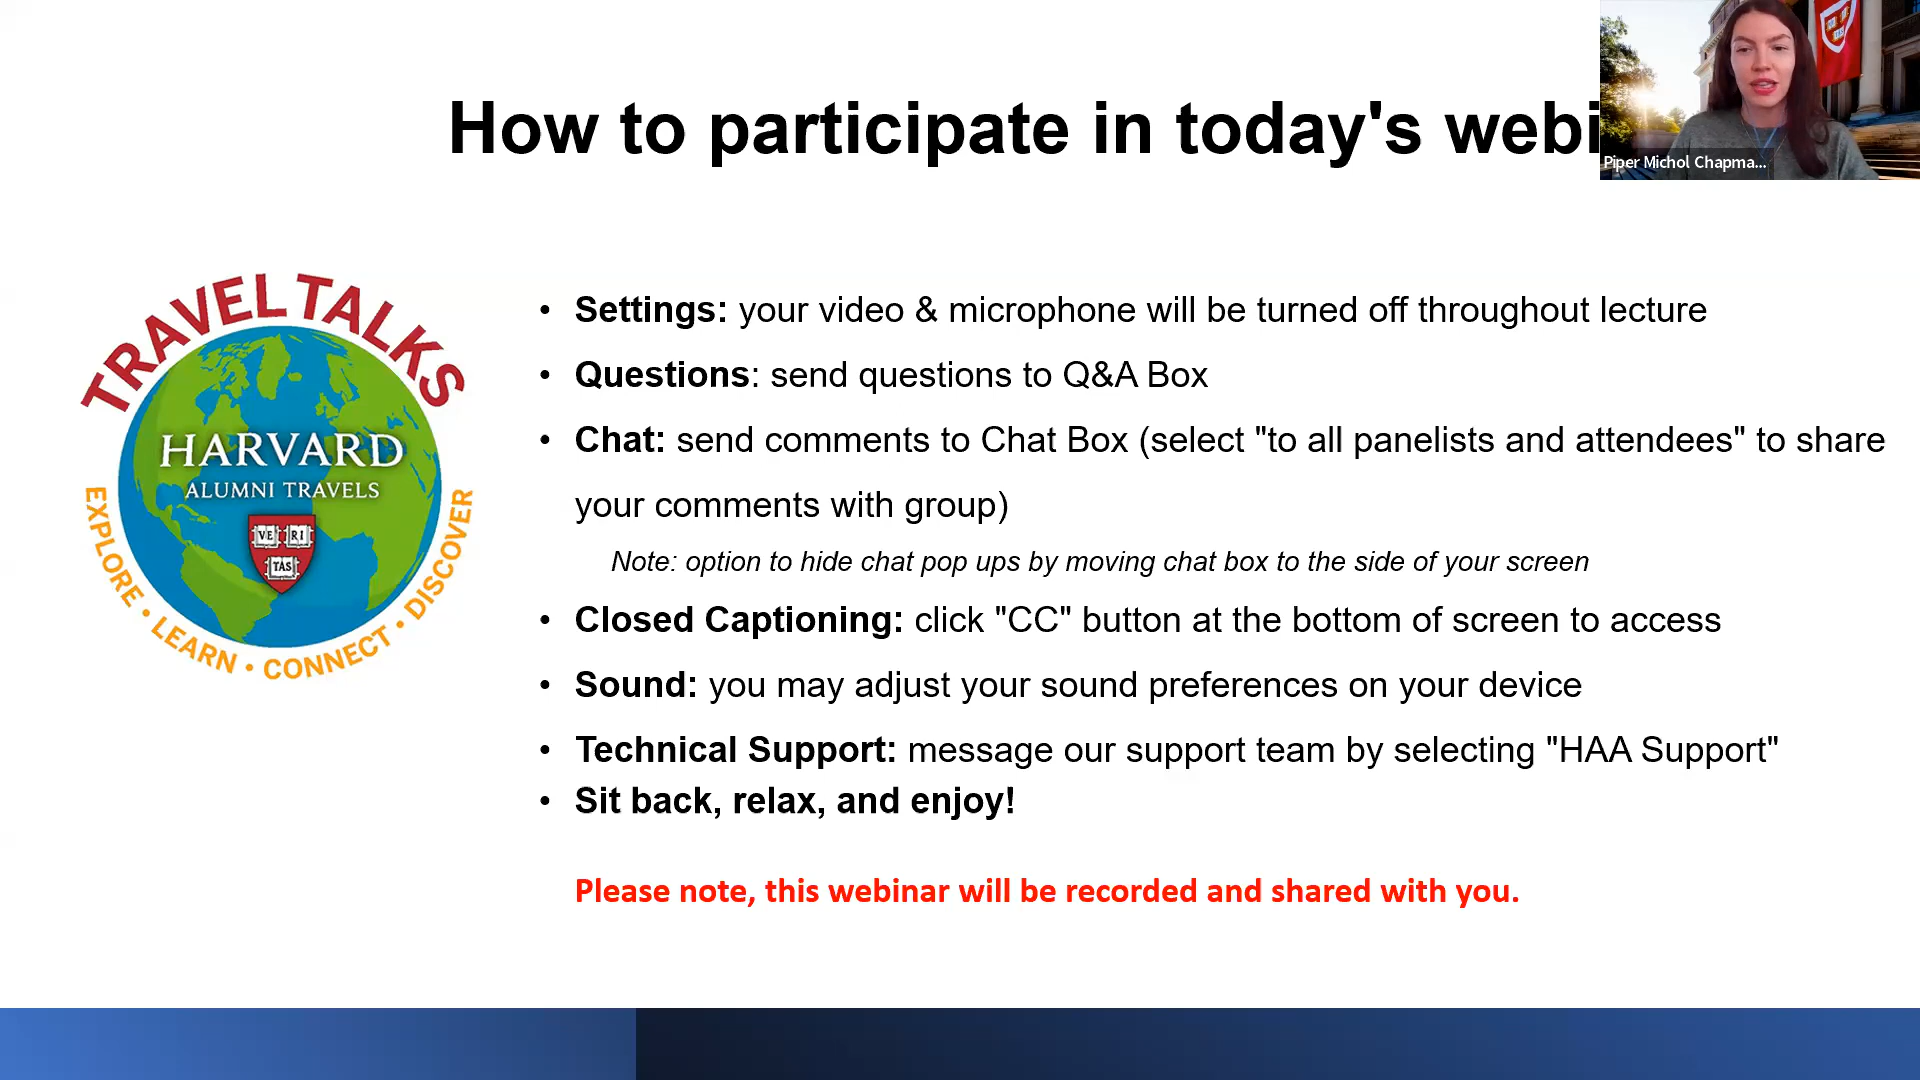 How to participate in today's webi
Piper Michol Chapma...
TRAVEL TALKS
HARVARD
ALUMNI TRAVELS
VE RI
TAS
EXPLORE • LEARN • CONNECT • DISCOVER
• Settings: your video & microphone will be turned off throughout lecture
• Questions: send questions to Q&A Box
• Chat: send comments to Chat Box (select "to all panelists and attendees" to share
your comments with group)
Note: option to hide chat pop ups by moving chat box to the side of your screen
• Closed Captioning: click "CC" button at the bottom of screen to access
• Sound: you may adjust your sound preferences on your device
• Technical Support: message our support team by selecting "HAA Support"
• Sit back, relax, and enjoy!
Please note, this webinar will be recorded and shared with you.